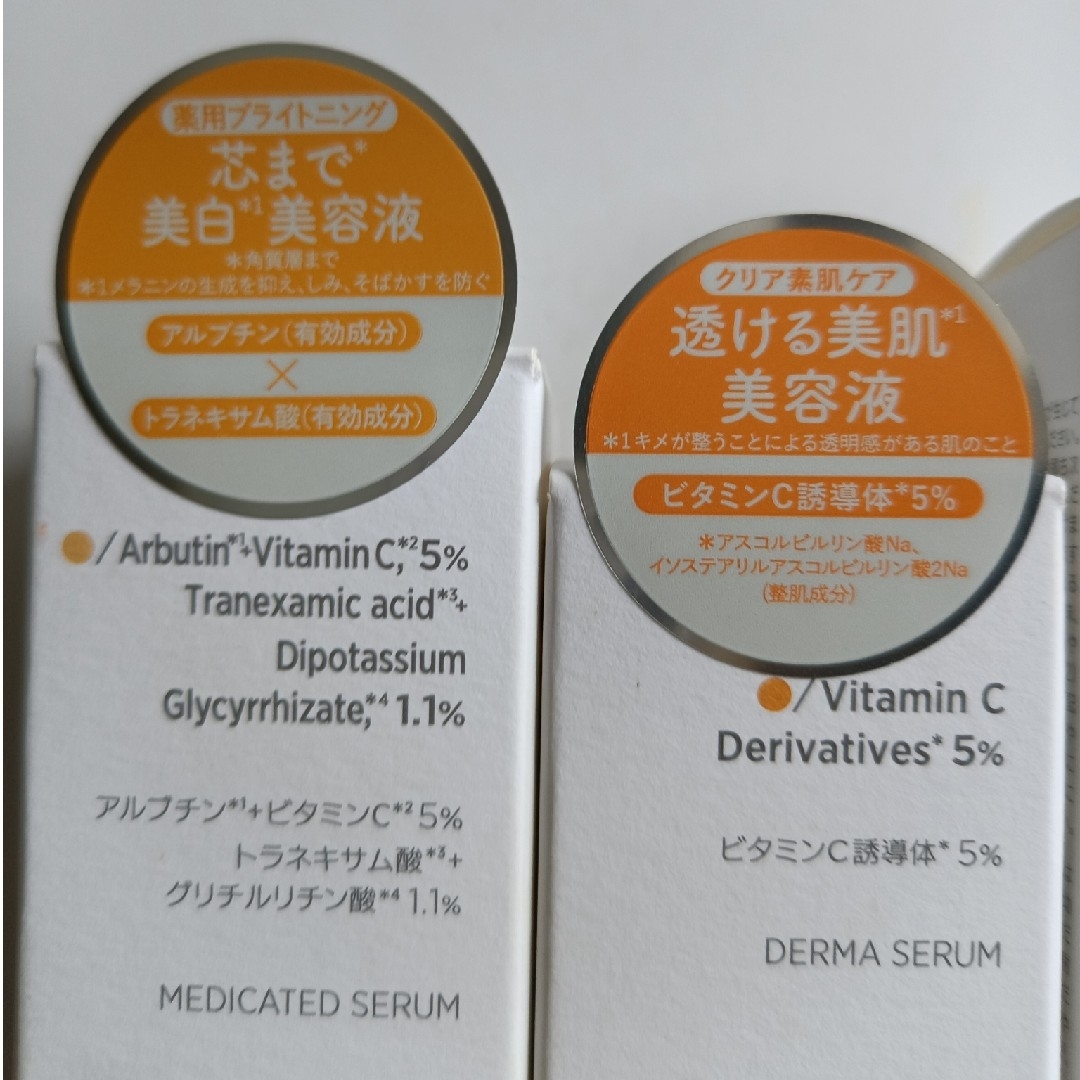 薬用ブライトニング
芯まで*
美白*1 美容液
*角質層まで
*1メラニンの生成を抑え、しみ、そばかすを防ぐ
アルブチン(有効成分)
×
トラネキサム酸(有効成分)
/Arbutin*1+Vitamin C,*2 5%
Tranexamic acid*3+
Dipotassium
Glycyrrhizate,*4 1.1%
アルブチン*1+ビタミンC*2 5%
トラネキサム酸*3+
グリチルリチン酸*4 1.1%
MEDICATED SERUM
クリア素肌ケア
透ける美肌*1
美容液
*1キメが整うことによる透明感がある肌のこと
ビタミンC誘導体*5%
*アスコルビルリン酸Na、
イソステアリルアスコルビルリン酸2Na
(整肌成分)
/Vitamin C
Derivatives* 5%
ビタミンC誘導体* 5%
DERMA SERUM